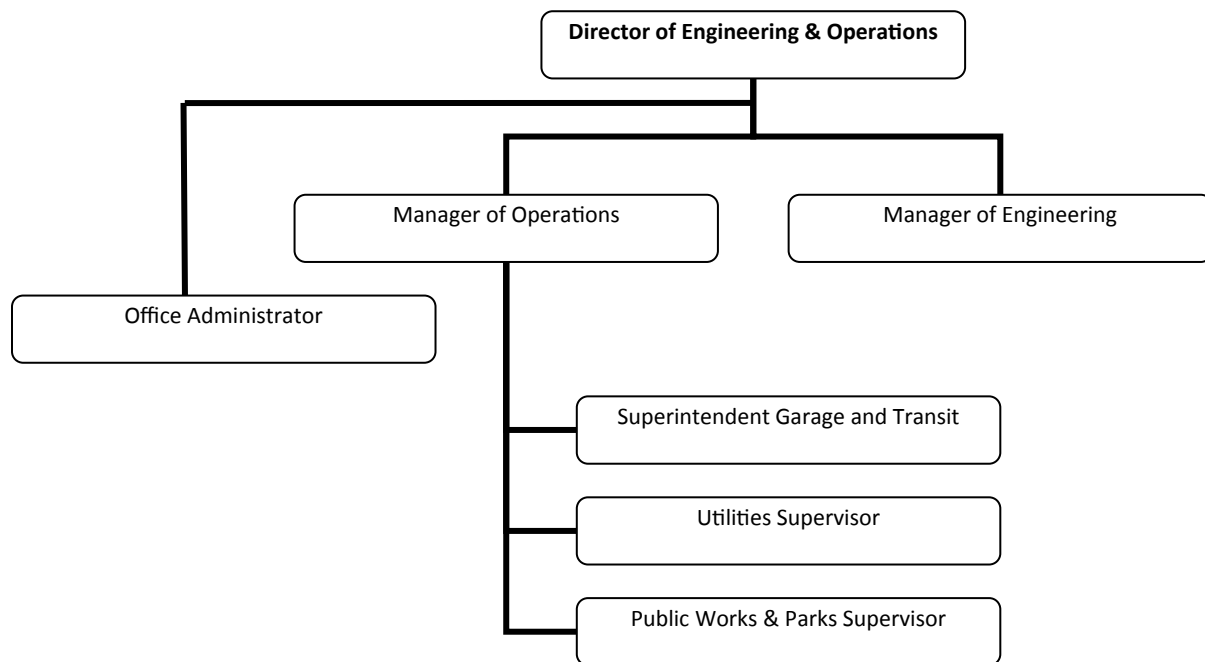 Director of Engineering & Operations
Manager of Operations
Manager of Engineering
Office Administrator
Superintendent Garage and Transit
Utilities Supervisor
Public Works & Parks Supervisor